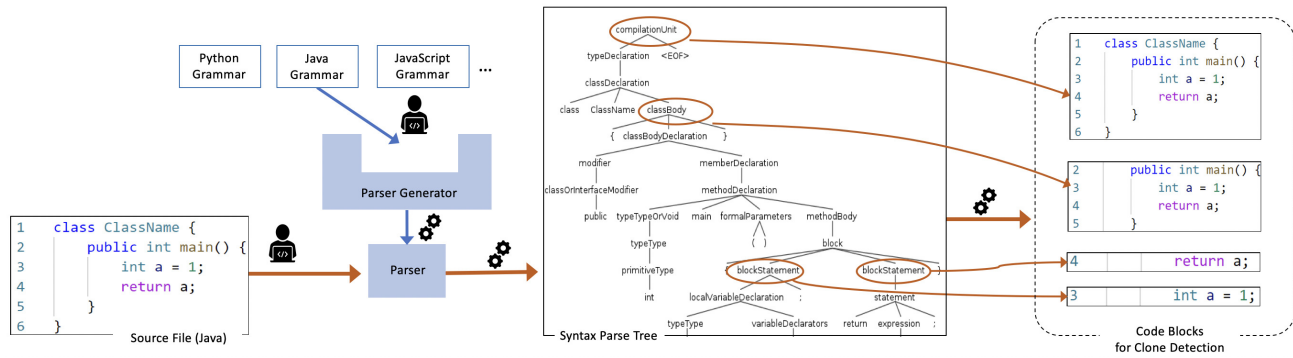 Python
Grammar
Java
Grammar
JavaScript
Grammar
...
</>
Parser Generator
1 class ClassName {
2 public int main() {
3 int a = 1;
4 return a;
5 }
6 }
Source File (Java)
</>
Parser
compilationUnit
typeDeclaration <EOF>
classDeclaration
class ClassName classBody
{ classBodyDeclaration }
modifier memberDeclaration
classOrInterfaceModifier methodDeclaration
public typeTypeOrVoid main formalParameters methodBody
typeType ( ) block
primitiveType { blockStatement blockStatement }
int localVariableDeclaration ; statement
typeType variableDeclarators return expression ;
Syntax Parse Tree
1 class ClassName {
2 public int main() {
3 int a = 1;
4 return a;
5 }
6 }
2 public int main() {
3 int a = 1;
4 return a;
5 }
4 return a;
3 int a = 1;
Code Blocks
for Clone Detection